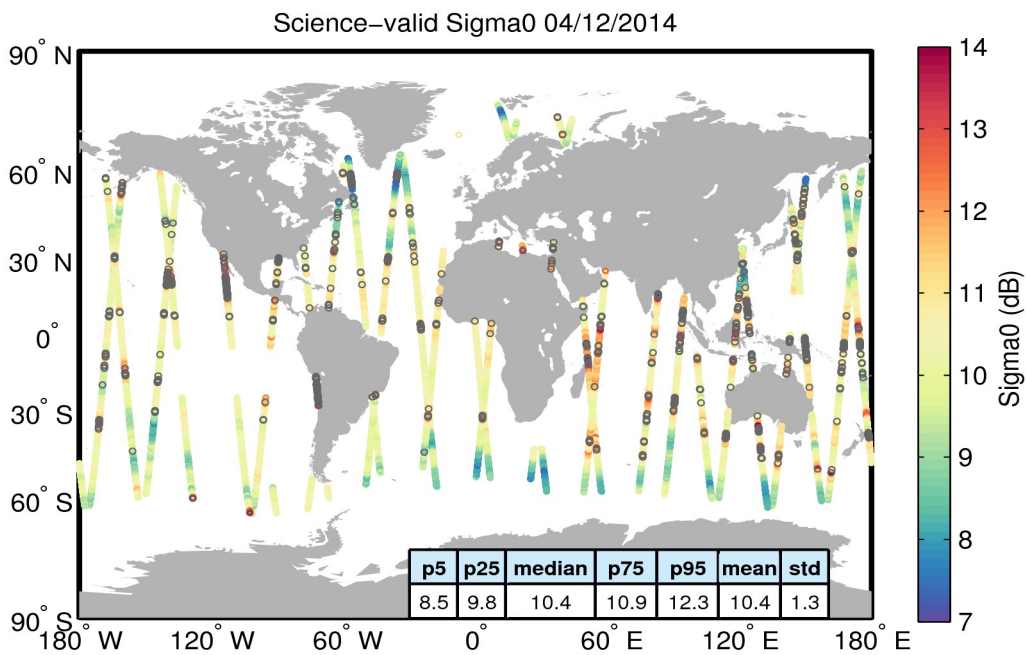 Science−valid Sigma0 04/12/2014
90° N
60° N
30° N
0°
30° S
60° S
90° S
180° W
120° W
60° W
0°
60° E
120° E
180° E
p5 p25 median p75 p95 mean std
8.5 9.8 10.4 10.9 12.3 10.4 1.3
14
13
12
11
10
9
8
7
Sigma0 (dB)